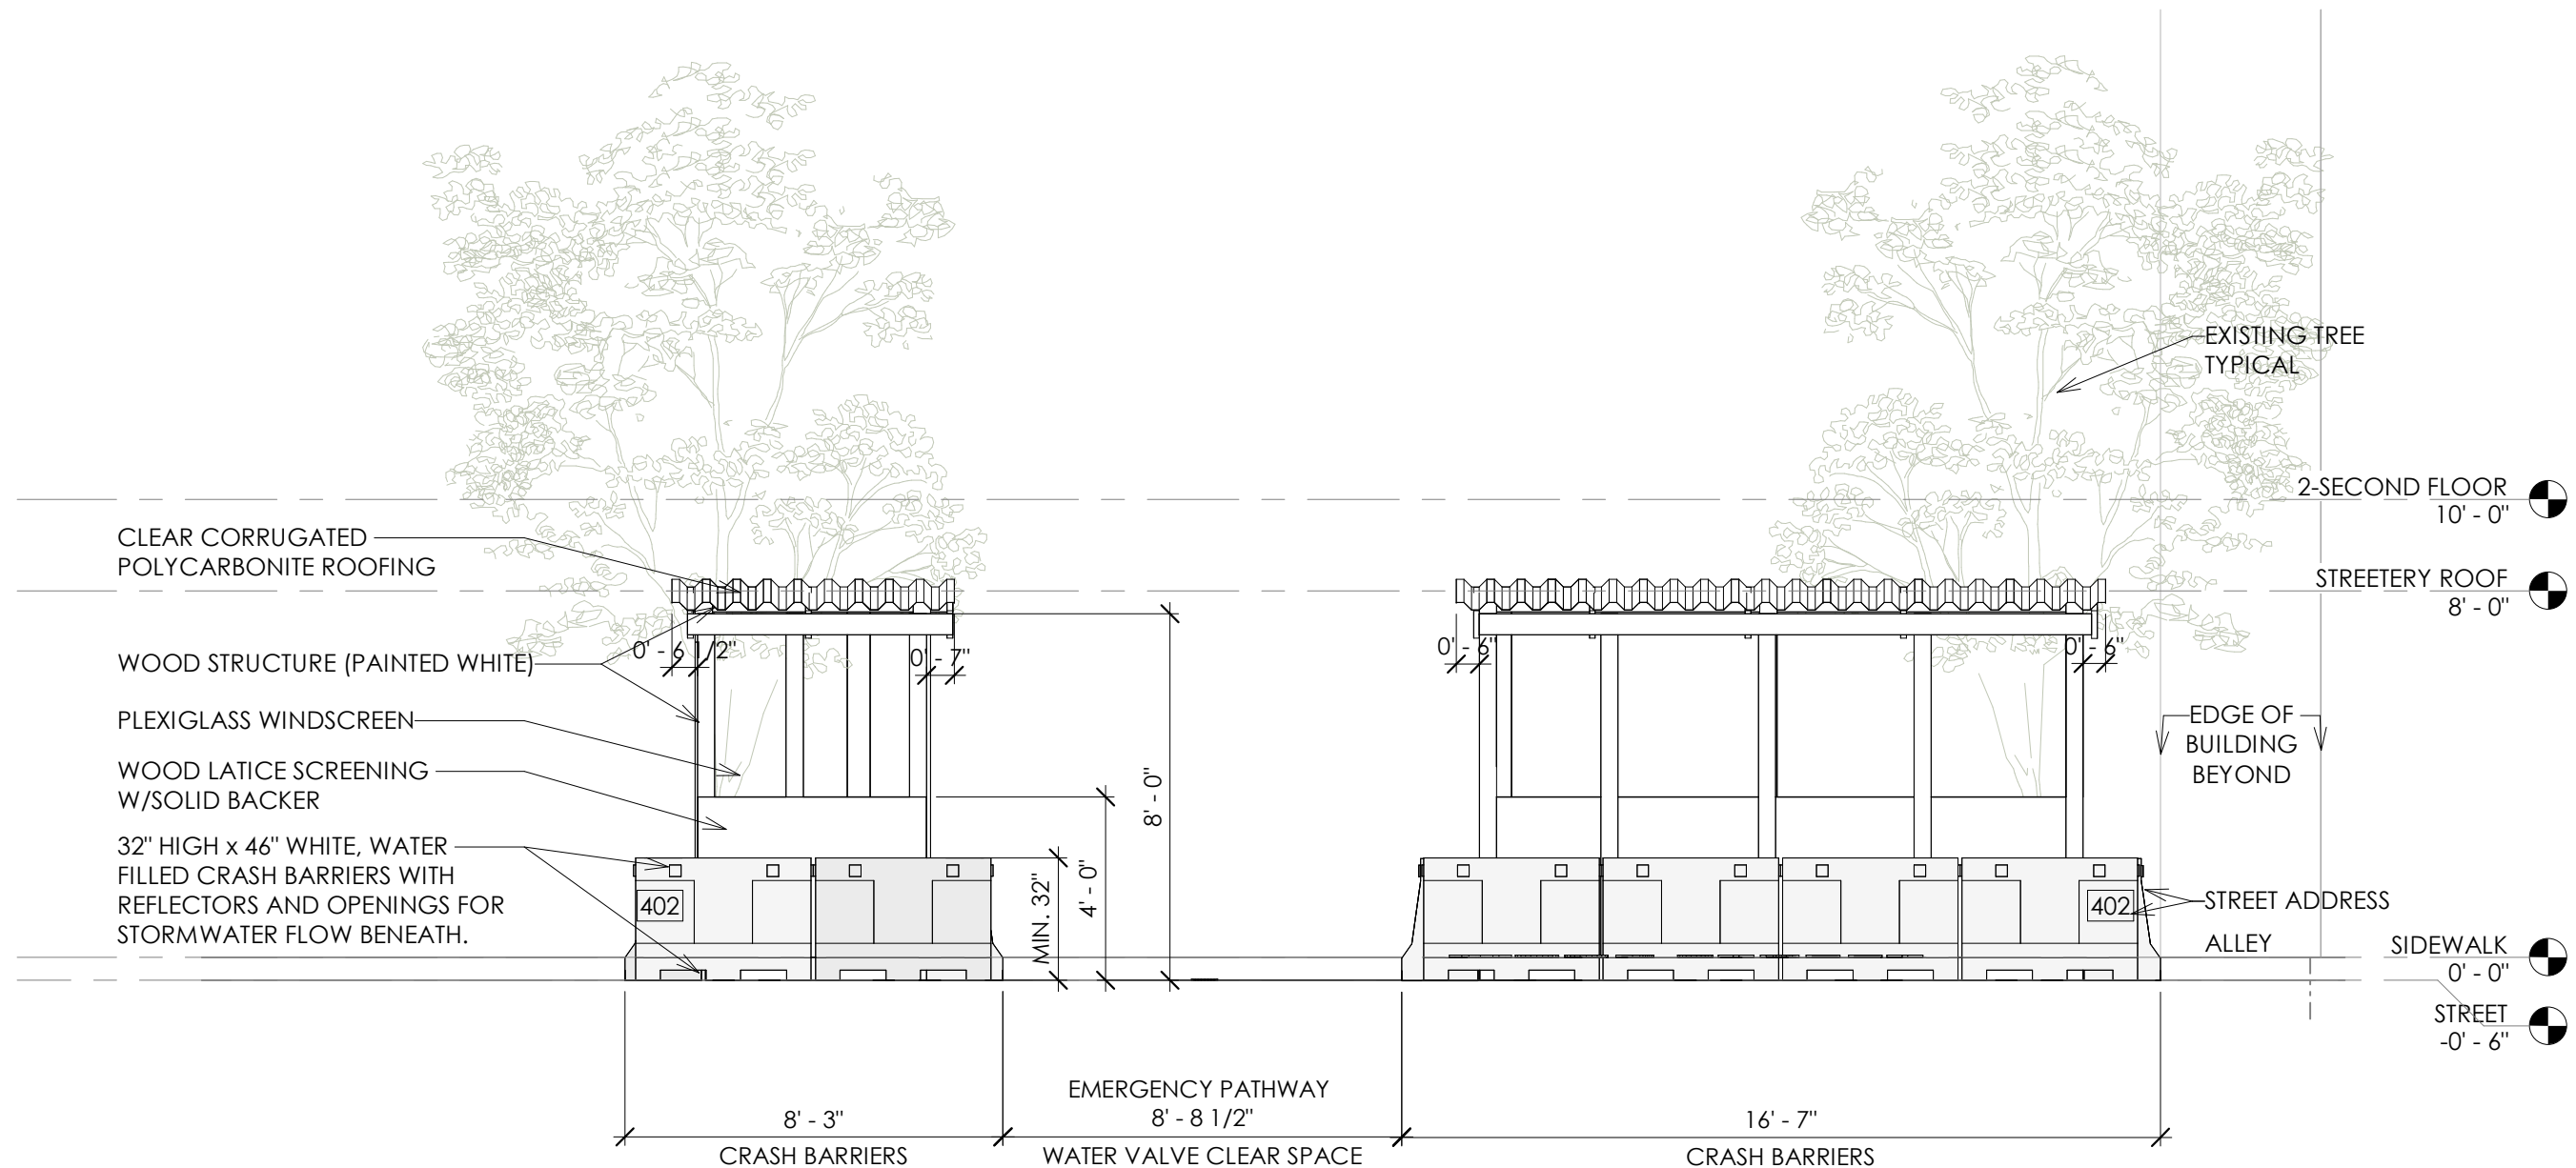 EXISTING TREE
TYPICAL
2-SECOND FLOOR
10' - 0"
CLEAR CORRUGATED
POLYCARBONITE ROOFING
STREETERY ROOF
8' - 0"
WOOD STRUCTURE (PAINTED WHITE)
0' - 6 1/2"
0' - 7"
0' - 6"
0' - 6"
PLEXIGLASS WINDSCREEN
EDGE OF
BUILDING
BEYOND
WOOD LATICE SCREENING
W/SOLID BACKER
8' - 0"
4' - 0"
MIN. 32"
32" HIGH x 46" WHITE, WATER
FILLED CRASH BARRIERS WITH
REFLECTORS AND OPENINGS FOR
STORMWATER FLOW BENEATH.
402
402
STREET ADDRESS
ALLEY
SIDEWALK
0' - 0"
STREET
-0' - 6"
8' - 3"
CRASH BARRIERS
EMERGENCY PATHWAY
8' - 8 1/2"
WATER VALVE CLEAR SPACE
16' - 7"
CRASH BARRIERS